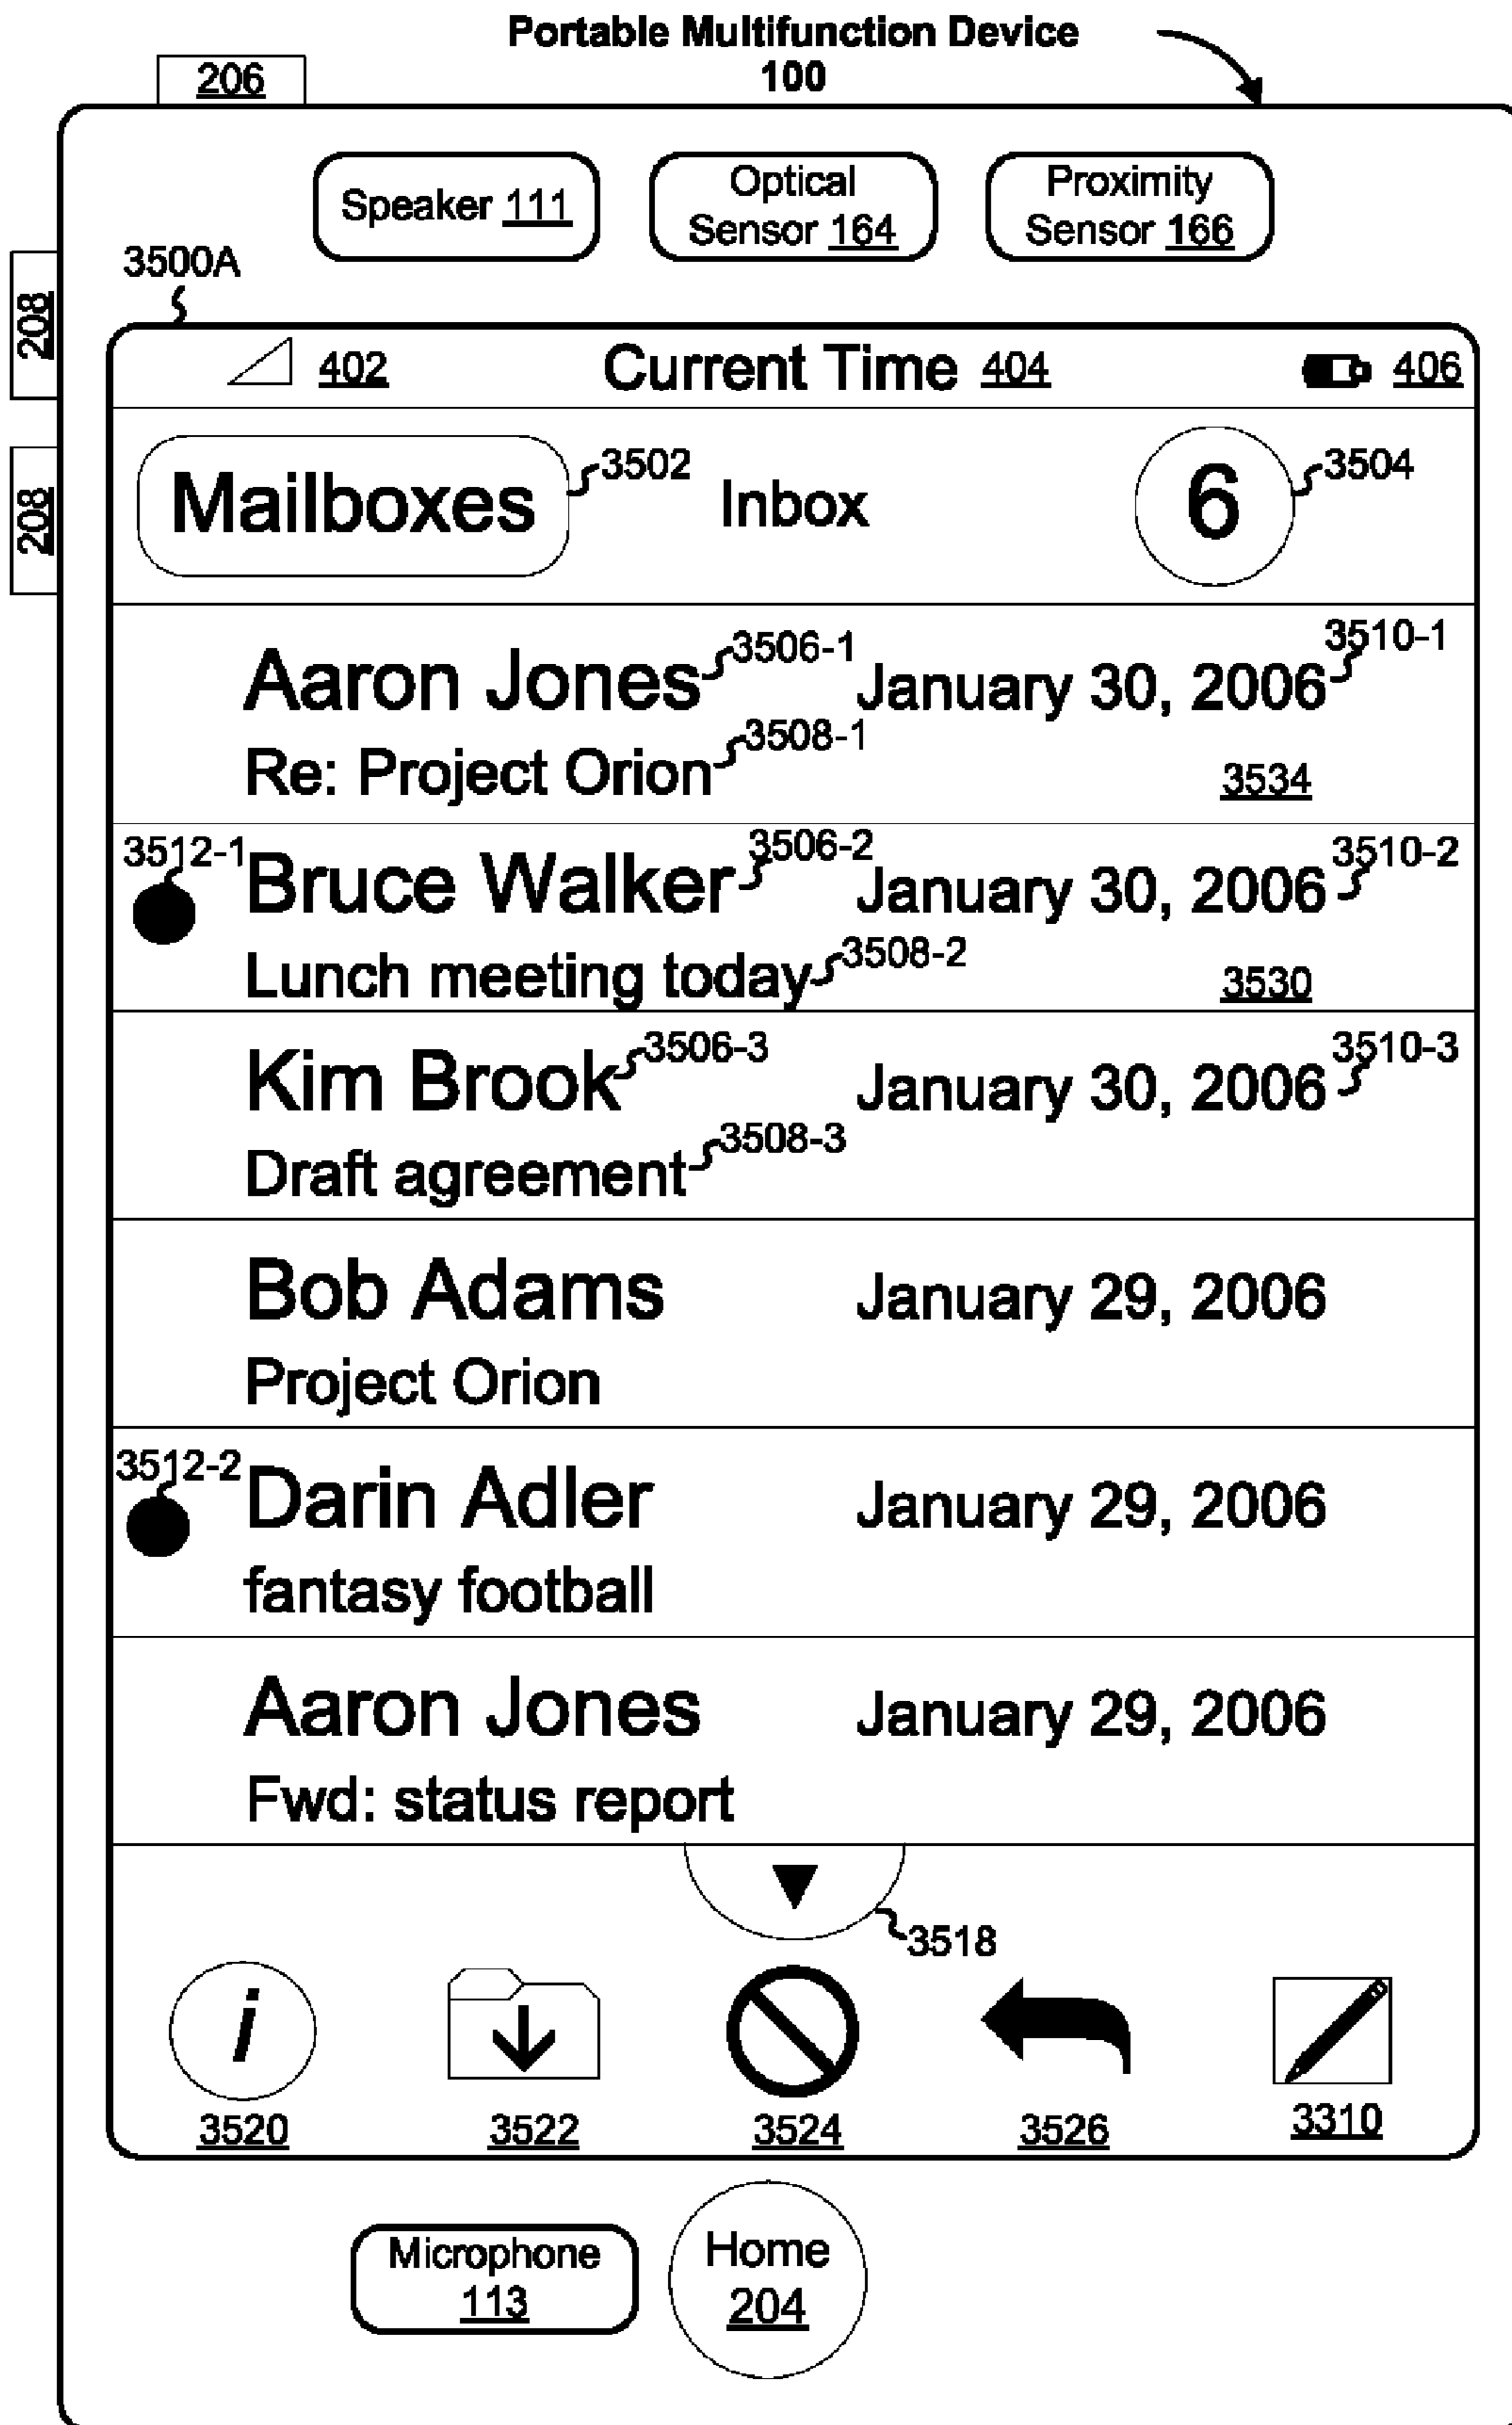 Portable Multifunction Device
100
206
Speaker 111
Optical
Sensor 164
Proximity
Sensor 166
3500A
208
208
402 Current Time 404 406
Mailboxes 3502 Inbox 6 3504
Aaron Jones 3506-1 January 30, 2006 3510-1
Re: Project Orion 3508-1 3534
3512-1 Bruce Walker 3506-2 January 30, 2006 3510-2
Lunch meeting today 3508-2 3530
Kim Brook 3506-3 January 30, 2006 3510-3
Draft agreement 3508-3
Bob Adams January 29, 2006
Project Orion
3512-2 Darin Adler January 29, 2006
fantasy football
Aaron Jones January 29, 2006
Fwd: status report
3518
i
3520 3522 3524 3526 3310
Microphone
113
Home
204